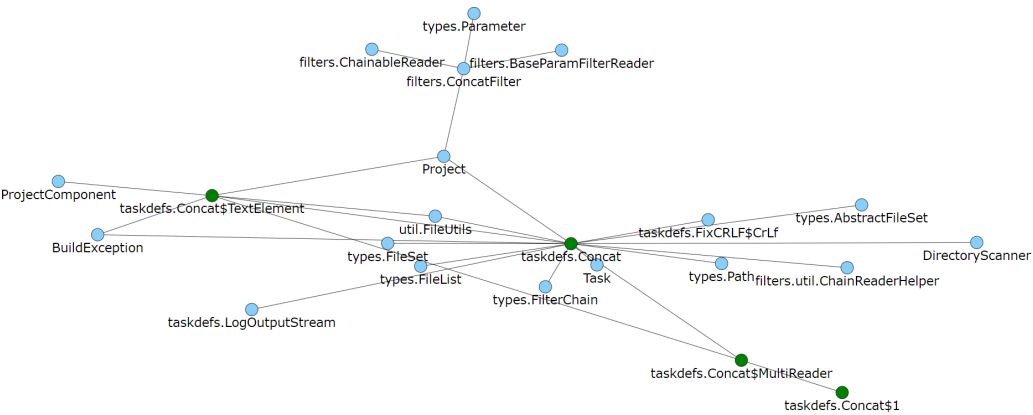 types.Parameter
filters.ChainableReader
filters.BaseParamFilterReader
filters.ConcatFilter
Project
ProjectComponent
taskdefs.Concat$TextElement
types.AbstractFileSet
util.FileUtils
taskdefs.FixCRLF$CrLf
BuildException
types.FileSet
taskdefs.Concat
DirectoryScanner
types.FileList
Task
types.Path
filters.util.ChainReaderHelper
types.FilterChain
taskdefs.LogOutputStream
taskdefs.Concat$MultiReader
taskdefs.Concat$1